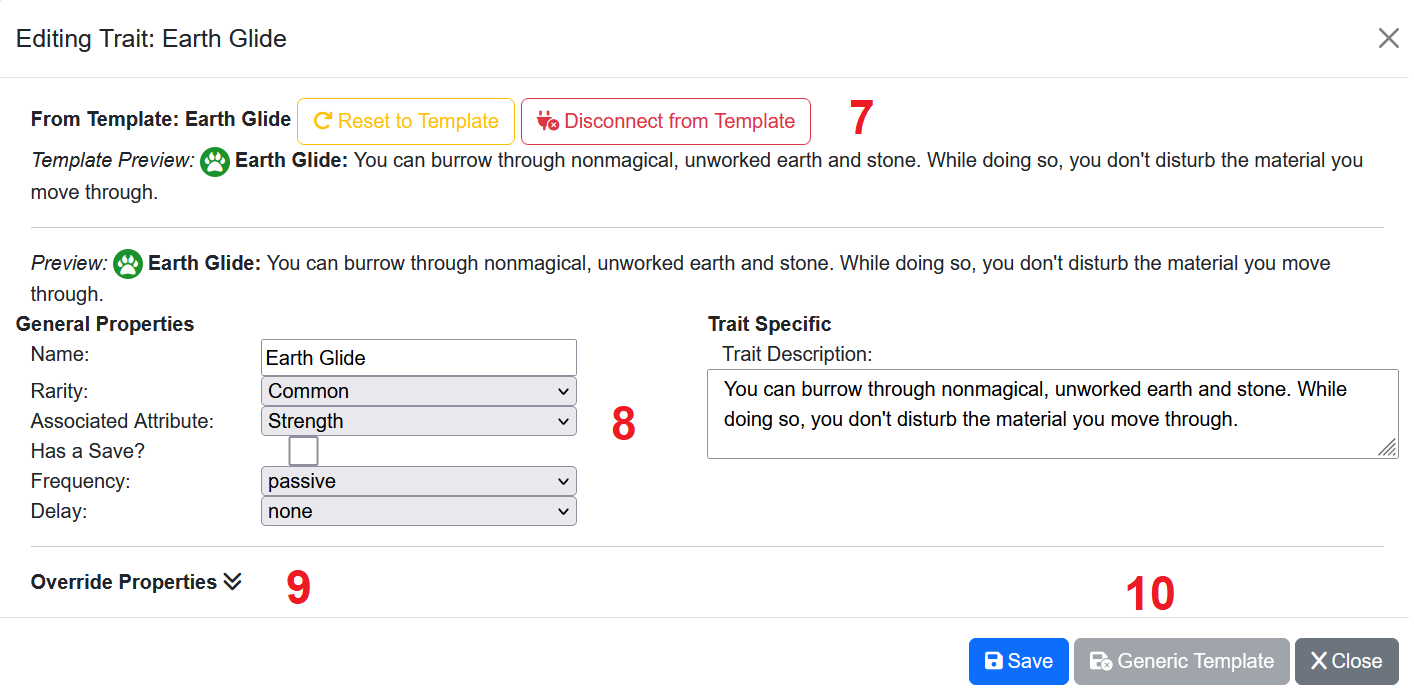 Editing Trait: Earth Glide
From Template: Earth Glide Reset to Template Disconnect from Template 7
Template Preview: Earth Glide: You can burrow through nonmagical, unworked earth and stone. While doing so, you don't disturb the material you
move through.
Preview: Earth Glide: You can burrow through nonmagical, unworked earth and stone. While doing so, you don't disturb the material you move
through.
General Properties
Name: Earth Glide
Rarity: Common
Associated Attribute: Strength
8
Has a Save?
Frequency: passive
Delay: none
Trait Specific
Trait Description:
You can burrow through nonmagical, unworked earth and stone. While
doing so, you don't disturb the material you move through.
Override Properties 9
10
Save Generic Template Close